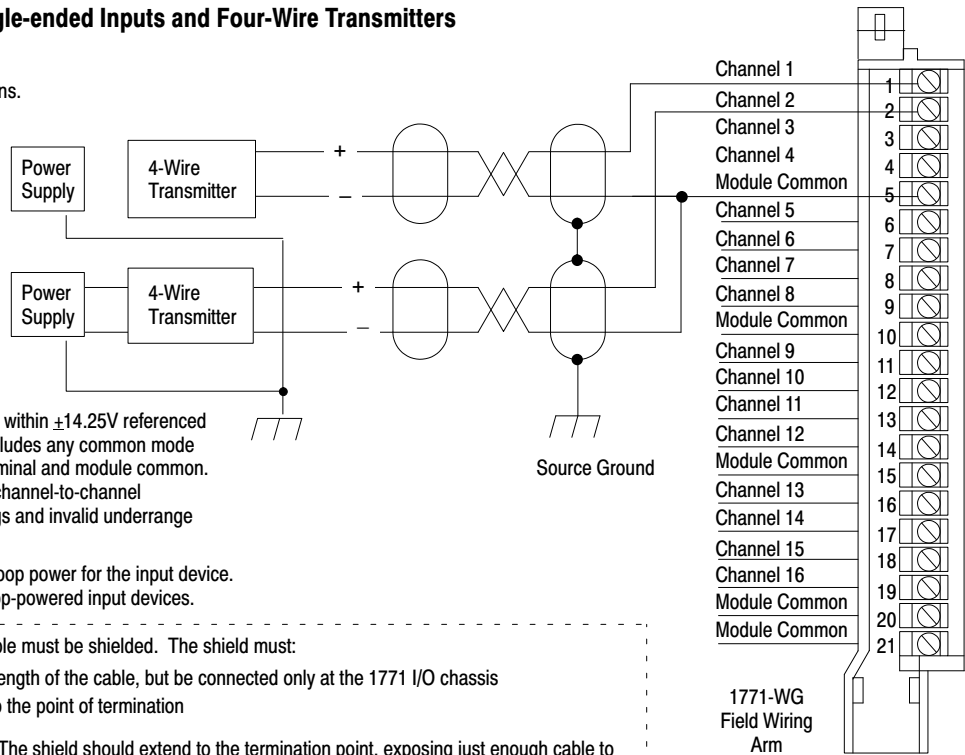 gle-ended Inputs and Four-Wire Transmitters
ns.
Power
Supply
4-Wire
Transmitter
+
–
Power
Supply
4-Wire
Transmitter
+
–
Source Ground
within ±14.25V referenced
cludes any common mode
minal and module common.
channel-to-channel
gs and invalid underrange
oop power for the input device.
op-powered input devices.
ble must be shielded. The shield must:
ength of the cable, but be connected only at the 1771 I/O chassis
o the point of termination
The shield should extend to the termination point, exposing just enough cable to
Channel 1
Channel 2
Channel 3
Channel 4
Module Common
Channel 5
Channel 6
Channel 7
Channel 8
Module Common
Channel 9
Channel 10
Channel 11
Channel 12
Module Common
Channel 13
Channel 14
Channel 15
Channel 16
Module Common
Module Common
1
2
3
4
5
6
7
8
9
10
11
12
13
14
15
16
17
18
19
20
21
1771-WG
Field Wiring
Arm